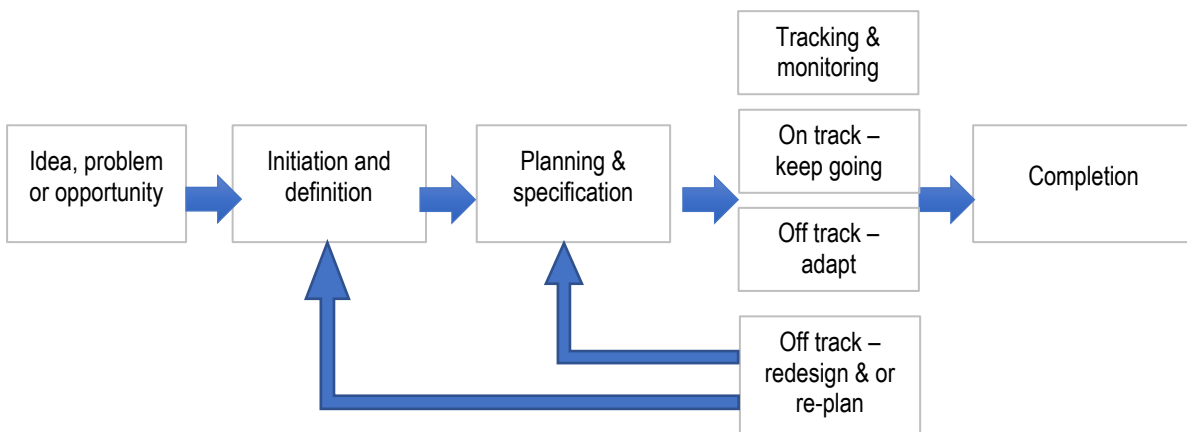 Idea, problem
or opportunity
Initiation and
definition
Planning &
specification
Tracking &
monitoring
On track –
keep going
Off track –
adapt
Off track –
redesign & or
re-plan
Completion